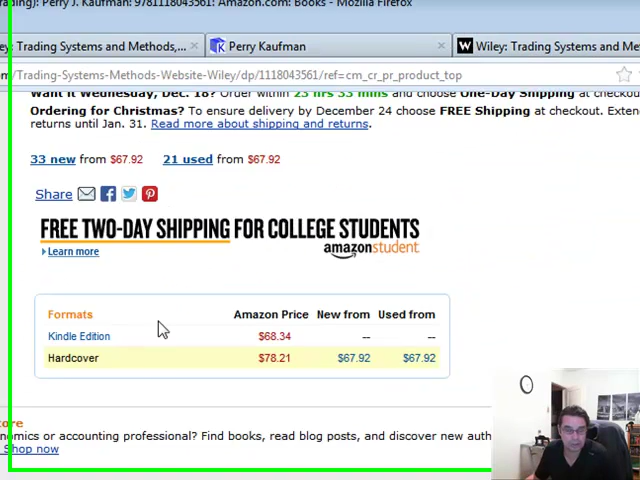 rading): Perry J. Kaufman: 9781118043561: Amazon.com: Books - Mozilla Firefox
y: Trading Systems and Methods,... × Perry Kaufman × W Wiley: Trading Systems and Metho
om/Trading-Systems-Methods-Website-Wiley/dp/1118043561/ref=cm_cr_pr_product_top
Want it Wednesday, Dec. 18? Order within 23 hrs 33 mins and choose One-Day Shipping at checkou
Ordering for Christmas? To ensure delivery by December 24 choose FREE Shipping at checkout. Exten
returns until Jan. 31. Read more about shipping and returns.
33 new from $67.92 21 used from $67.92
Share
FREE TWO-DAY SHIPPING FOR COLLEGE STUDENTS
amazonstudent
Learn more
Formats Amazon Price New from Used from
Kindle Edition $68.34 -- --
Hardcover $78.21 $67.92 $67.92
tore
nomics or accounting professional? Find books, read blog posts, and discover new auth
Shop now